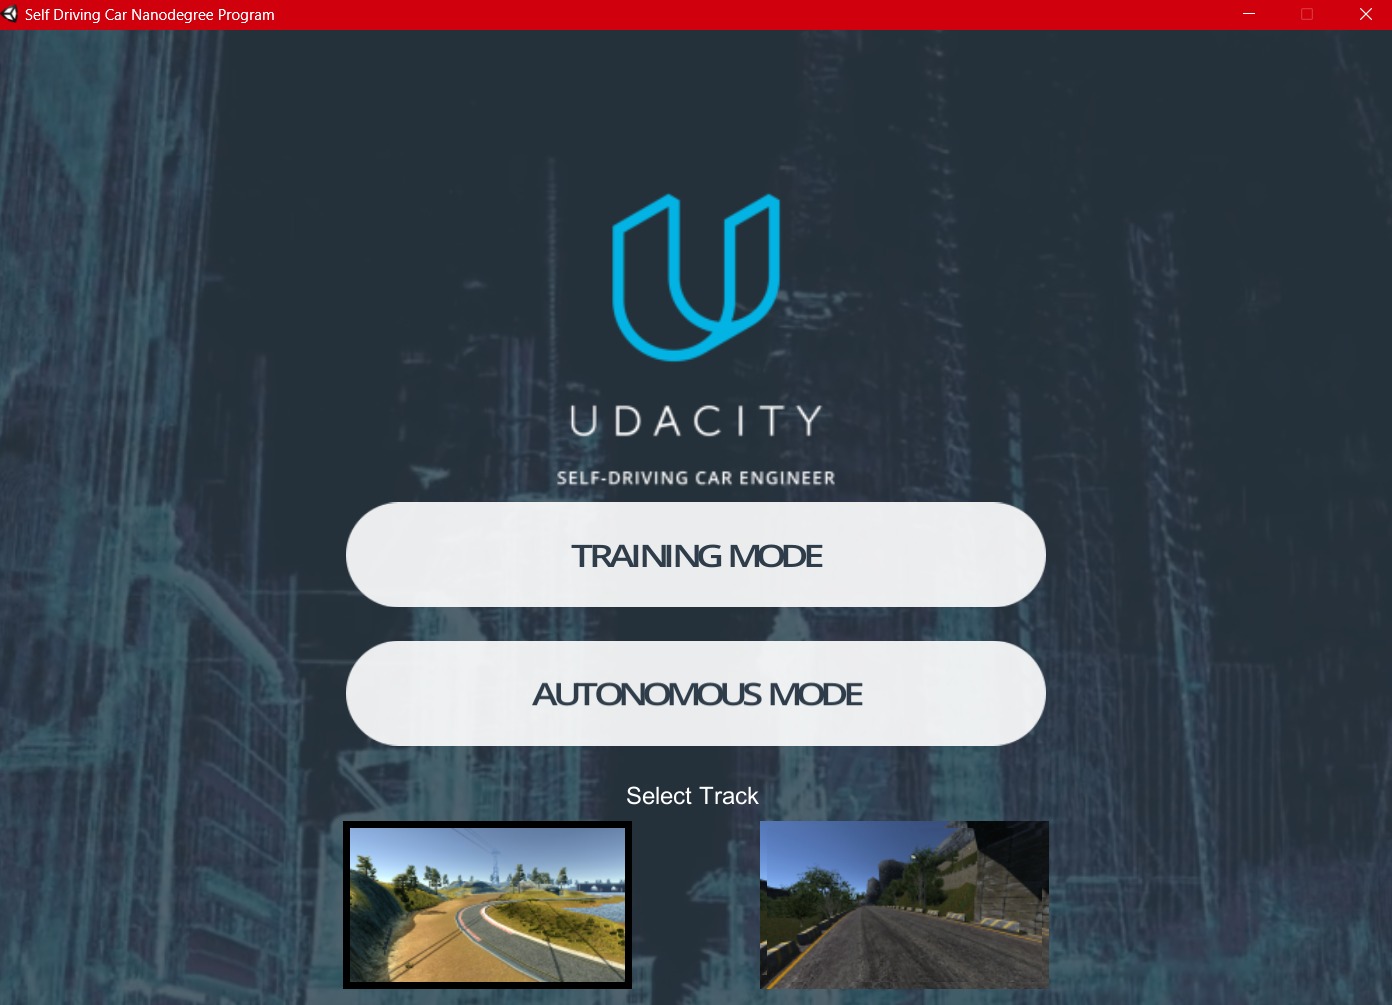 Self Driving Car Nanodegree Program
UDACITY
SELF-DRIVING CAR ENGINEER
TRAINING MODE
AUTONOMOUS MODE
Select Track